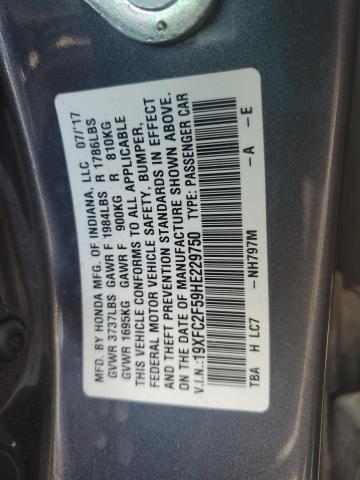 MFD. BY HONDA MFG. OF INDIANA, LLC 07/'17
GVWR 3737LBS GAWR F 1984LBS R 1786LBS
GVWR 1695KG GAWR F 900KG R 810KG
THIS VEHICLE CONFORMS TO ALL APPLICABLE
FEDERAL MOTOR VEHICLE SAFETY, BUMPER,
AND THEFT PREVENTION STANDARDS IN EFFECT
ON THE DATE OF MANUFACTURE SHOWN ABOVE.
V.I.N.:19XFC2F59HE229750 TYPE: PASSENGER CAR
TBA H LC7 -NH797M -A -E